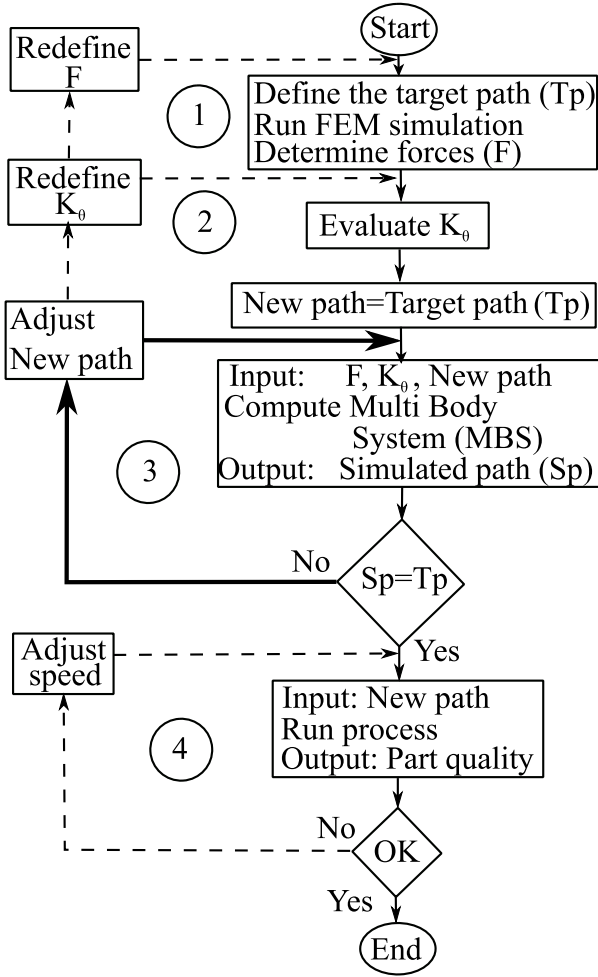 Start
Redefine
F
1
Define the target path (Tp)
Run FEM simulation
Determine forces (F)
Redefine
Kθ
2
Evaluate Kθ
New path=Target path (Tp)
Adjust
New path
Input: F, Kθ, New path
Compute Multi Body
System (MBS)
Output: Simulated path (Sp)
3
No
Sp=Tp
Yes
Adjust
speed
Input: New path
Run process
Output: Part quality
4
No
OK
Yes
End